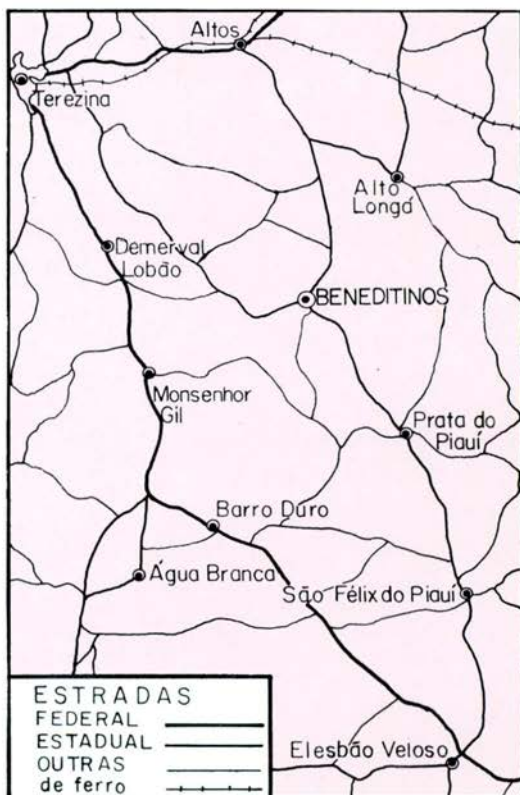 Altos
Terezina
Alto
Longá
Demerval
Lobão
BENEDITINOS
Monsenhor
Gil
Prata do
Piauí
Barro Duro
Água Branca
São Félix do Piauí
Elesbão Veloso
ESTRADAS
FEDERAL
ESTADUAL
OUTRAS
de ferro